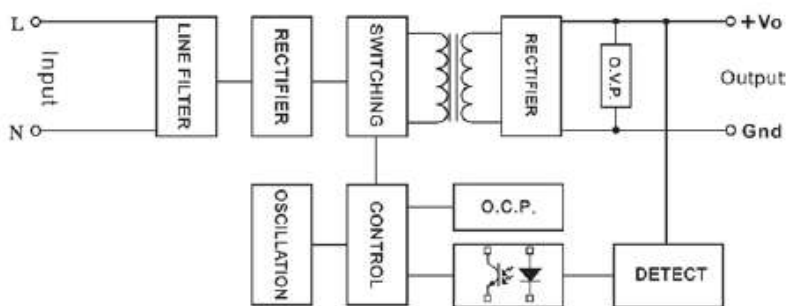 L
Input
N
LINE FILTER
RECTIFIER
SWITCHING
RECTIFIER
O.V.P.
+Vo
Output
Gnd
OSCILLATION
CONTROL
O.C.P.
DETECT